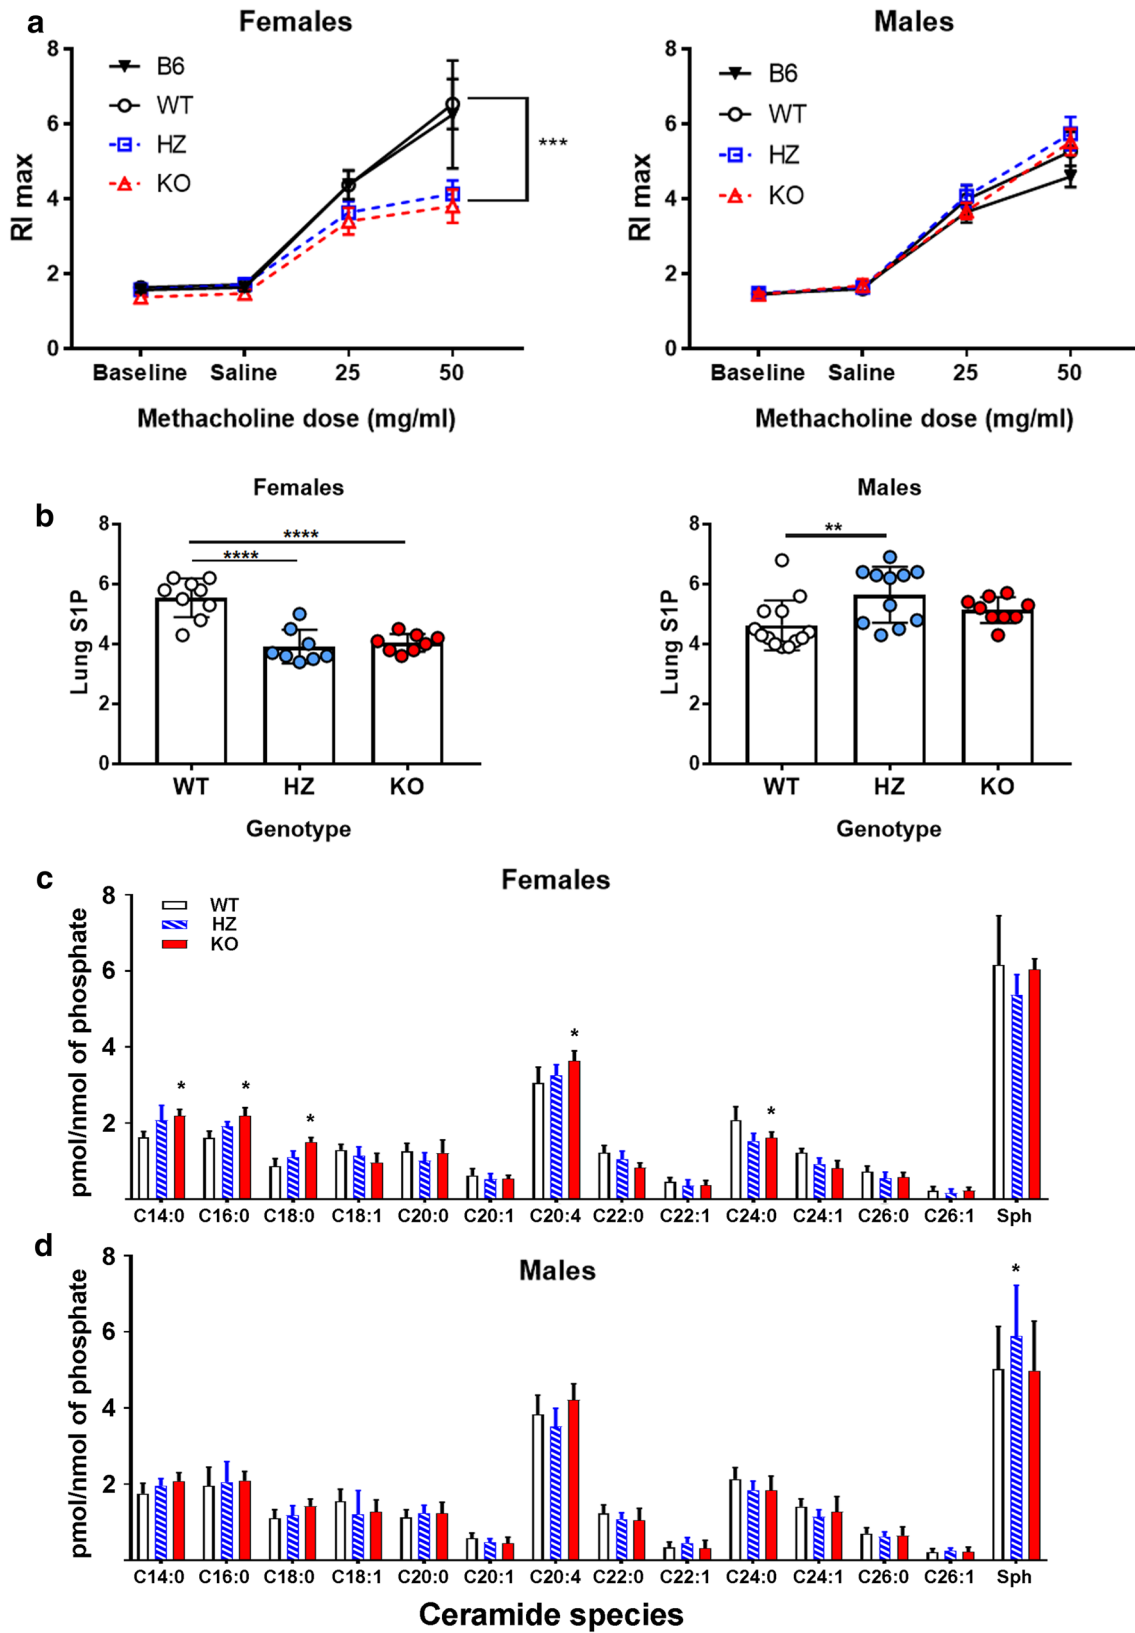 a
Females
Males
8
6
4
2
0
RI max
B6
WT
HZ
KO
***
Baseline Saline 25 50
Methacholine dose (mg/ml)
8
6
4
2
0
RI max
B6
WT
HZ
KO
Baseline Saline 25 50
Methacholine dose (mg/ml)
b
Females
8
6
4
2
0
Lung S1P
****
****
WT HZ KO
Genotype
Males
8
6
4
2
0
Lung S1P
**
WT HZ KO
Genotype
c
Females
8
6
4
2
pmol/nmol of phosphate
WT
HZ
KO
* * * * *
C14:0 C16:0 C18:0 C18:1 C20:0 C20:1 C20:4 C22:0 C22:1 C24:0 C24:1 C26:0 C26:1 Sph
d
Males
8
6
4
2
pmol/nmol of phosphate
*
C14:0 C16:0 C18:0 C18:1 C20:0 C20:1 C20:4 C22:0 C22:1 C24:0 C24:1 C26:0 C26:1 Sph
Ceramide species